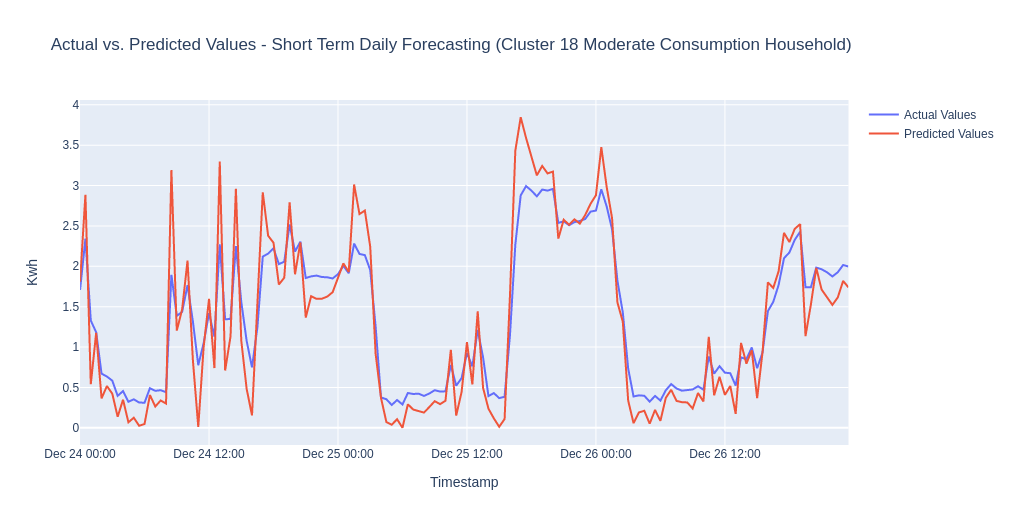 Actual vs. Predicted Values - Short Term Daily Forecasting (Cluster 18 Moderate Consumption Household)
Actual Values
Predicted Values
Kwh
4
3.5
3
2.5
2
1.5
1
0.5
0
Dec 24 00:00
Dec 24 12:00
Dec 25 00:00
Dec 25 12:00
Dec 26 00:00
Dec 26 12:00
Timestamp